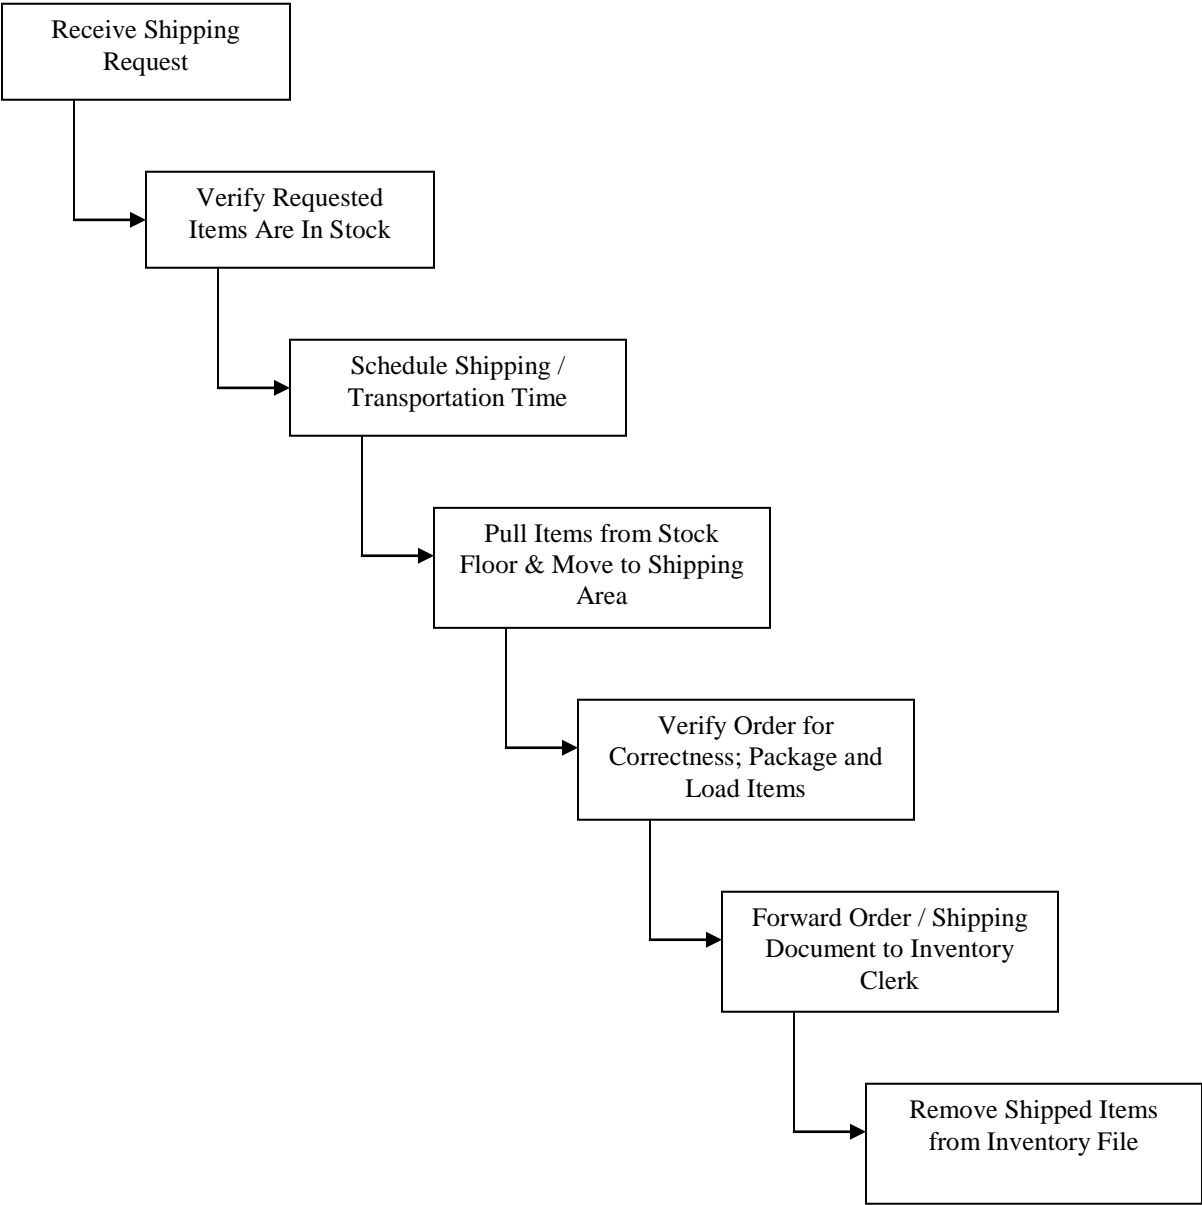 Receive Shipping
Request
Verify Requested
Items Are In Stock
Schedule Shipping /
Transportation Time
Pull Items from Stock
Floor & Move to Shipping
Area
Verify Order for
Correctness; Package and
Load Items
Forward Order / Shipping
Document to Inventory
Clerk
Remove Shipped Items
from Inventory File